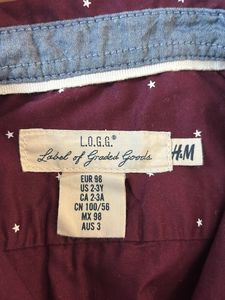 L.O.G.G.®
Label of Graded Goods
H&M
EUR 98
US 2-3Y
CA 2-3A
CN 100/56
MX 98
AUS 3